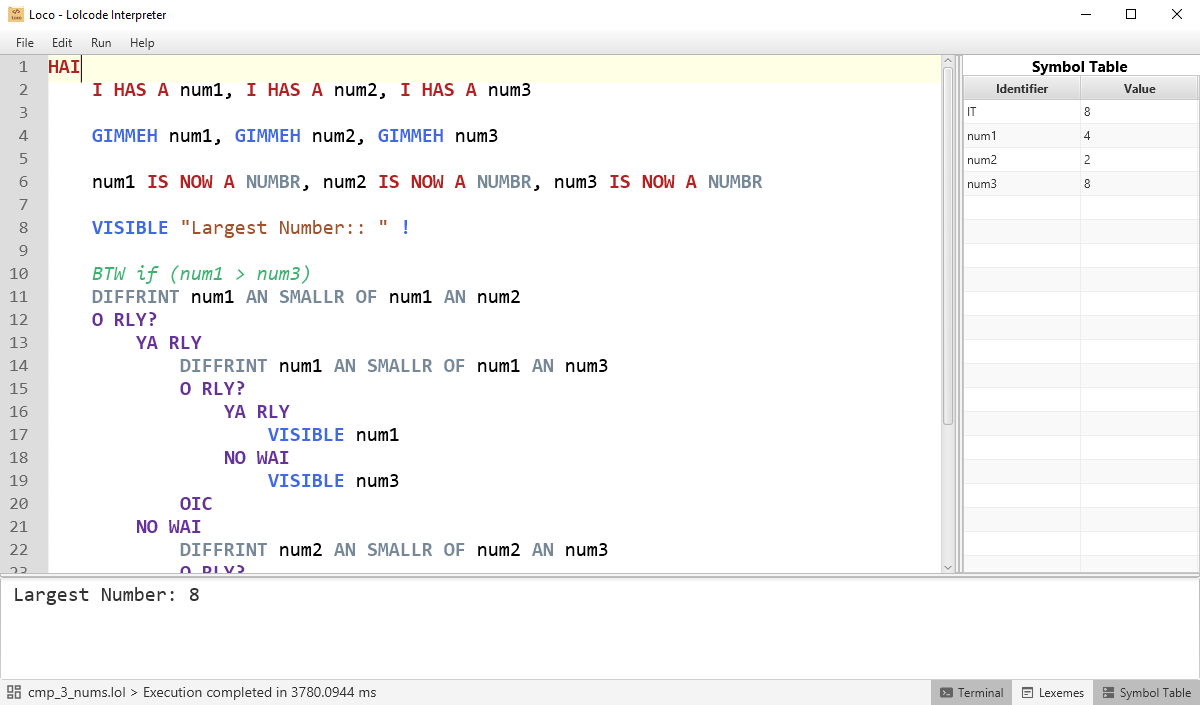 Loco - Lolcode Interpreter
File Edit Run Help
1 HAI
2 I HAS A num1, I HAS A num2, I HAS A num3
3
4 GIMMEH num1, GIMMEH num2, GIMMEH num3
5
6 num1 IS NOW A NUMBR, num2 IS NOW A NUMBR, num3 IS NOW A NUMBR
7
8 VISIBLE "Largest Number:: " !
9
10 BTW if (num1 > num3)
11 DIFFRINT num1 AN SMALLR OF num1 AN num2
12 O RLY?
13 YA RLY
14 DIFFRINT num1 AN SMALLR OF num1 AN num3
15 O RLY?
16 YA RLY
17 VISIBLE num1
18 NO WAI
19 VISIBLE num3
20 OIC
21 NO WAI
22 DIFFRINT num2 AN SMALLR OF num2 AN num3
23 O RLY?
Symbol Table
Identifier Value
IT 8
num1 4
num2 2
num3 8
Largest Number: 8
cmp_3_nums.lol > Execution completed in 3780.0944 ms
Terminal Lexemes Symbol Table